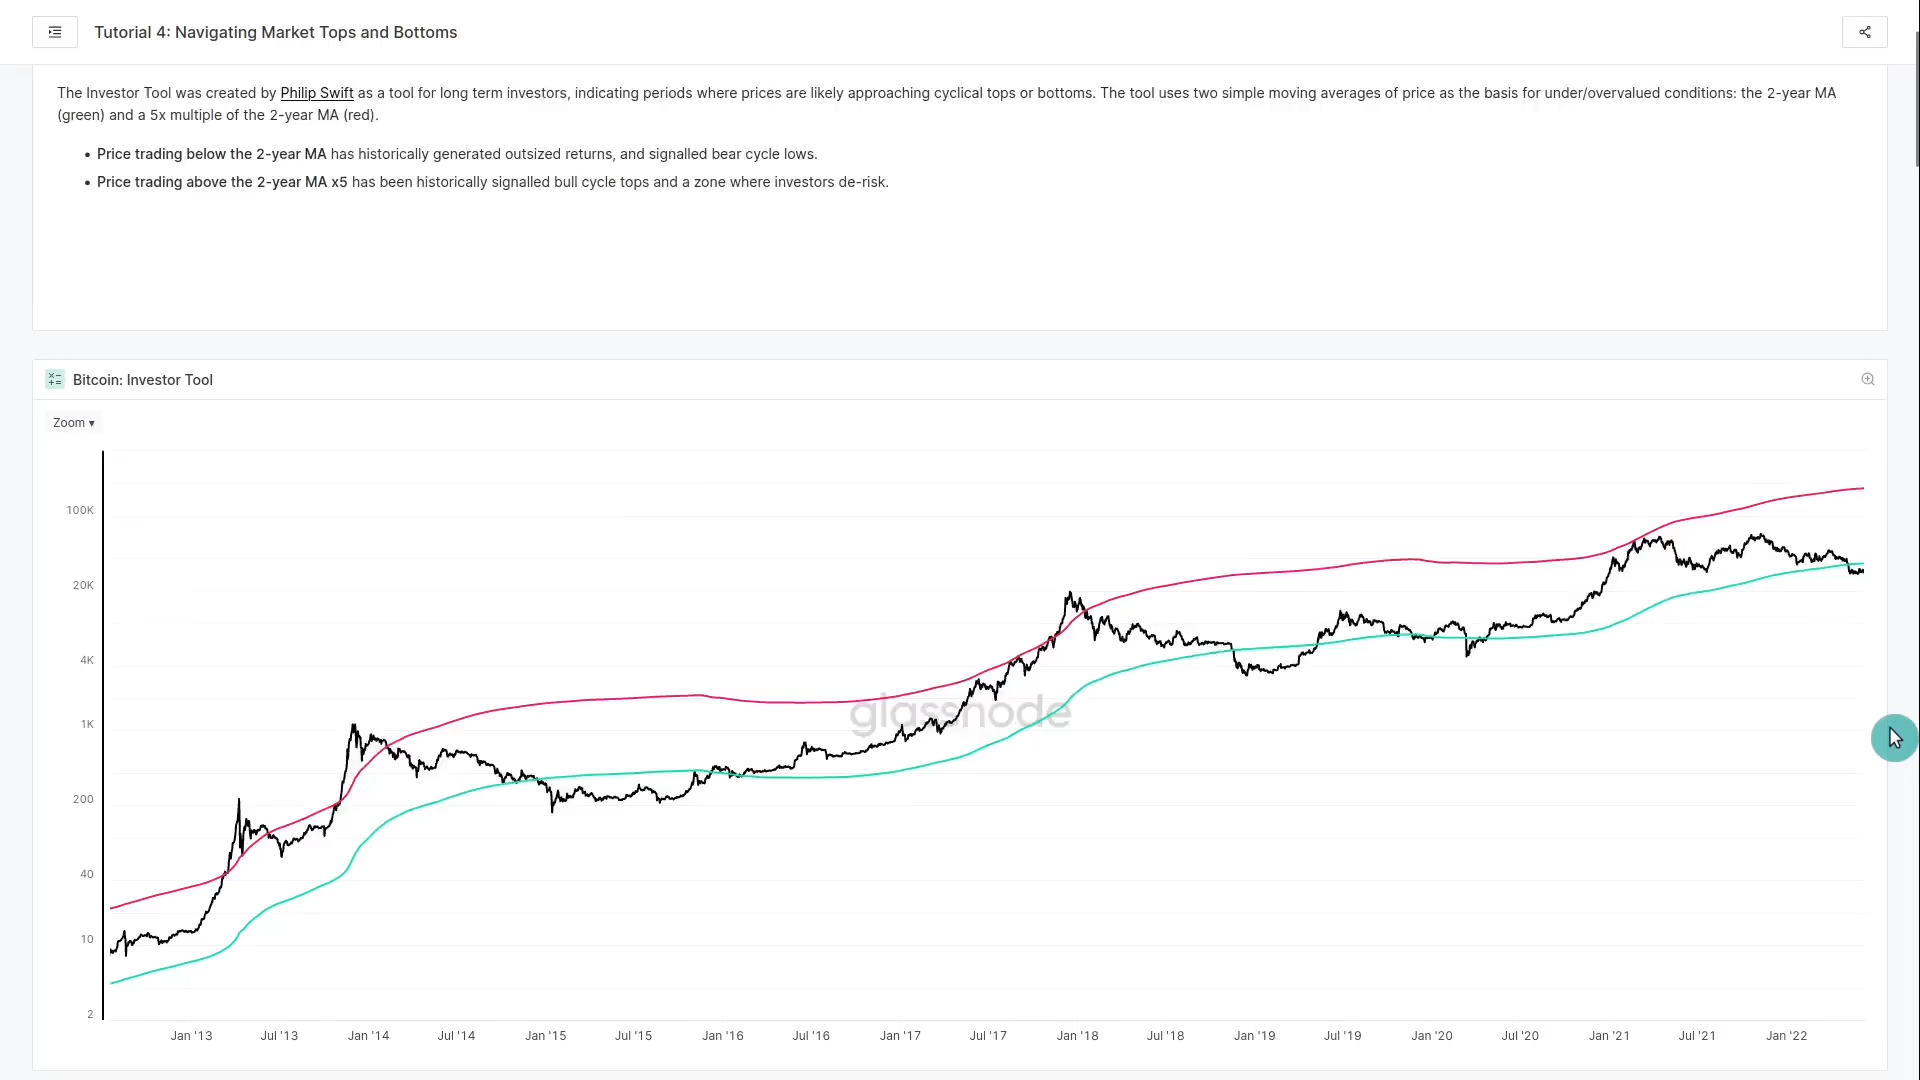 Tutorial 4: Navigating Market Tops and Bottoms
The Investor Tool was created by Philip Swift as a tool for long term investors, indicating periods where prices are likely approaching cyclical tops or bottoms. The tool uses two simple moving averages of price as the basis for under/overvalued conditions: the 2-year MA
(green) and a 5x multiple of the 2-year MA (red).
• Price trading below the 2-year MA has historically generated outsized returns, and signalled bear cycle lows.
• Price trading above the 2-year MA x5 has been historically signalled bull cycle tops and a zone where investors de-risk.
Bitcoin: Investor Tool
Zoom ▾
100K
20K
4K
1K
200
40
10
2
glassnode
Jan '13 Jul '13 Jan '14 Jul '14 Jan '15 Jul '15 Jan '16 Jul '16 Jan '17 Jul '17 Jan '18 Jul '18 Jan '19 Jul '19 Jan '20 Jul '20 Jan '21 Jul '21 Jan '22